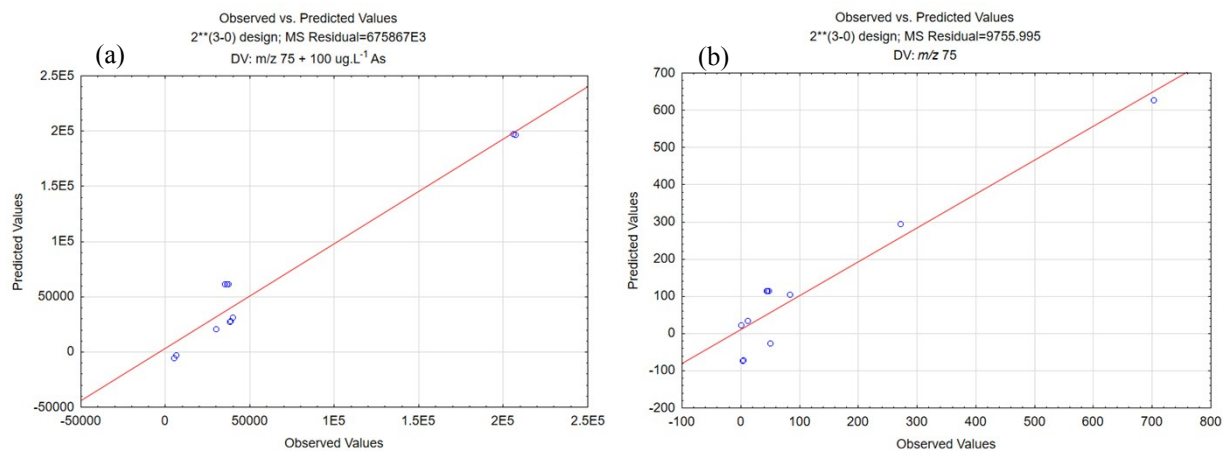 (a)
Observed vs. Predicted Values
2**(3-0) design; MS Residual=675867E3
DV: m/z 75 + 100 ug.L-1 As
2.5E5
2E5
1.5E5
1E5
50000
0
-50000
Predicted Values
-50000 0 50000 1E5 1.5E5 2E5 2.5E5
Observed Values
(b)
Observed vs. Predicted Values
2**(3-0) design; MS Residual=9755.995
DV: m/z 75
700
600
500
400
300
200
100
0
-100
-200
Predicted Values
-100 0 100 200 300 400 500 600 700 800
Observed Values